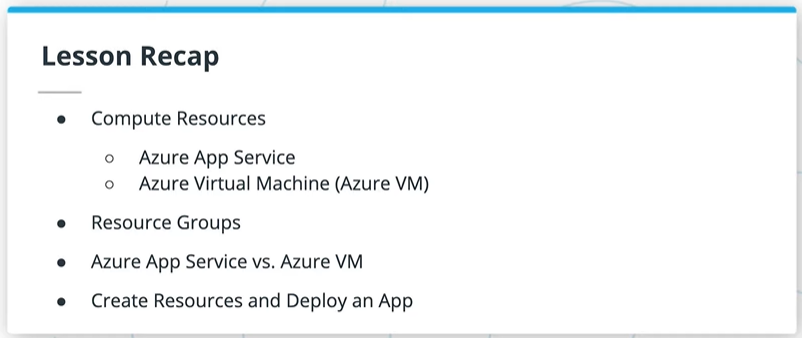 Lesson Recap
● Compute Resources
○ Azure App Service
○ Azure Virtual Machine (Azure VM)
● Resource Groups
● Azure App Service vs. Azure VM
● Create Resources and Deploy an App